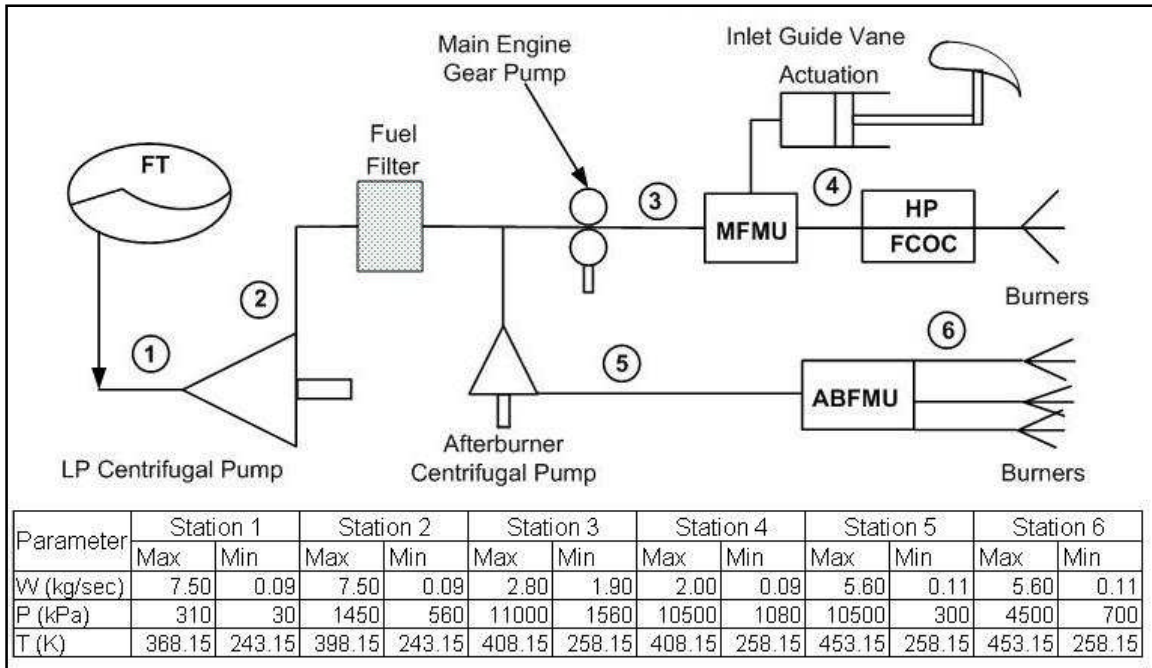 Main Engine
Gear Pump
Inlet Guide Vane
Actuation
Fuel
Filter
FT
3
4
MFMU
HP
FCOC
2
Burners
1
5
6
ABFMU
LP Centrifugal Pump
Afterburner
Centrifugal Pump
Burners
Parameter Station 1 Station 2 Station 3 Station 4 Station 5 Station 6
Max Min Max Min Max Min Max Min Max Min Max Min
W (kg/sec) 7.50 0.09 7.50 0.09 2.80 1.90 2.00 0.09 5.60 0.11 5.60 0.11
P (kPa) 310 30 1450 560 11000 1560 10500 1080 10500 300 4500 700
T (K) 368.15 243.15 398.15 243.15 408.15 258.15 408.15 258.15 453.15 258.15 453.15 258.15